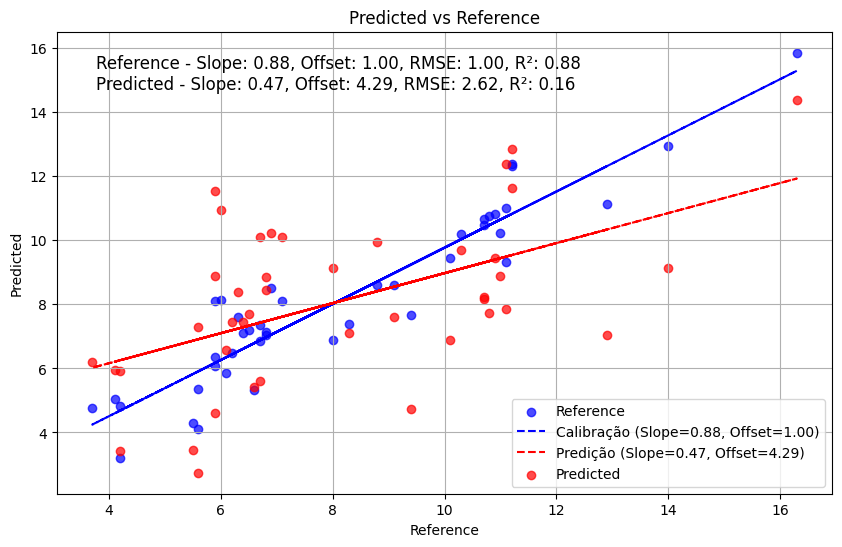 Predicted vs Reference
Reference - Slope: 0.88, Offset: 1.00, RMSE: 1.00, R²: 0.88
Predicted - Slope: 0.47, Offset: 4.29, RMSE: 2.62, R²: 0.16
16
14
12
10
8
6
4
Predicted
Reference
Calibração (Slope=0.88, Offset=1.00)
Predição (Slope=0.47, Offset=4.29)
Predicted
4 6 8 10 12 14 16
Reference